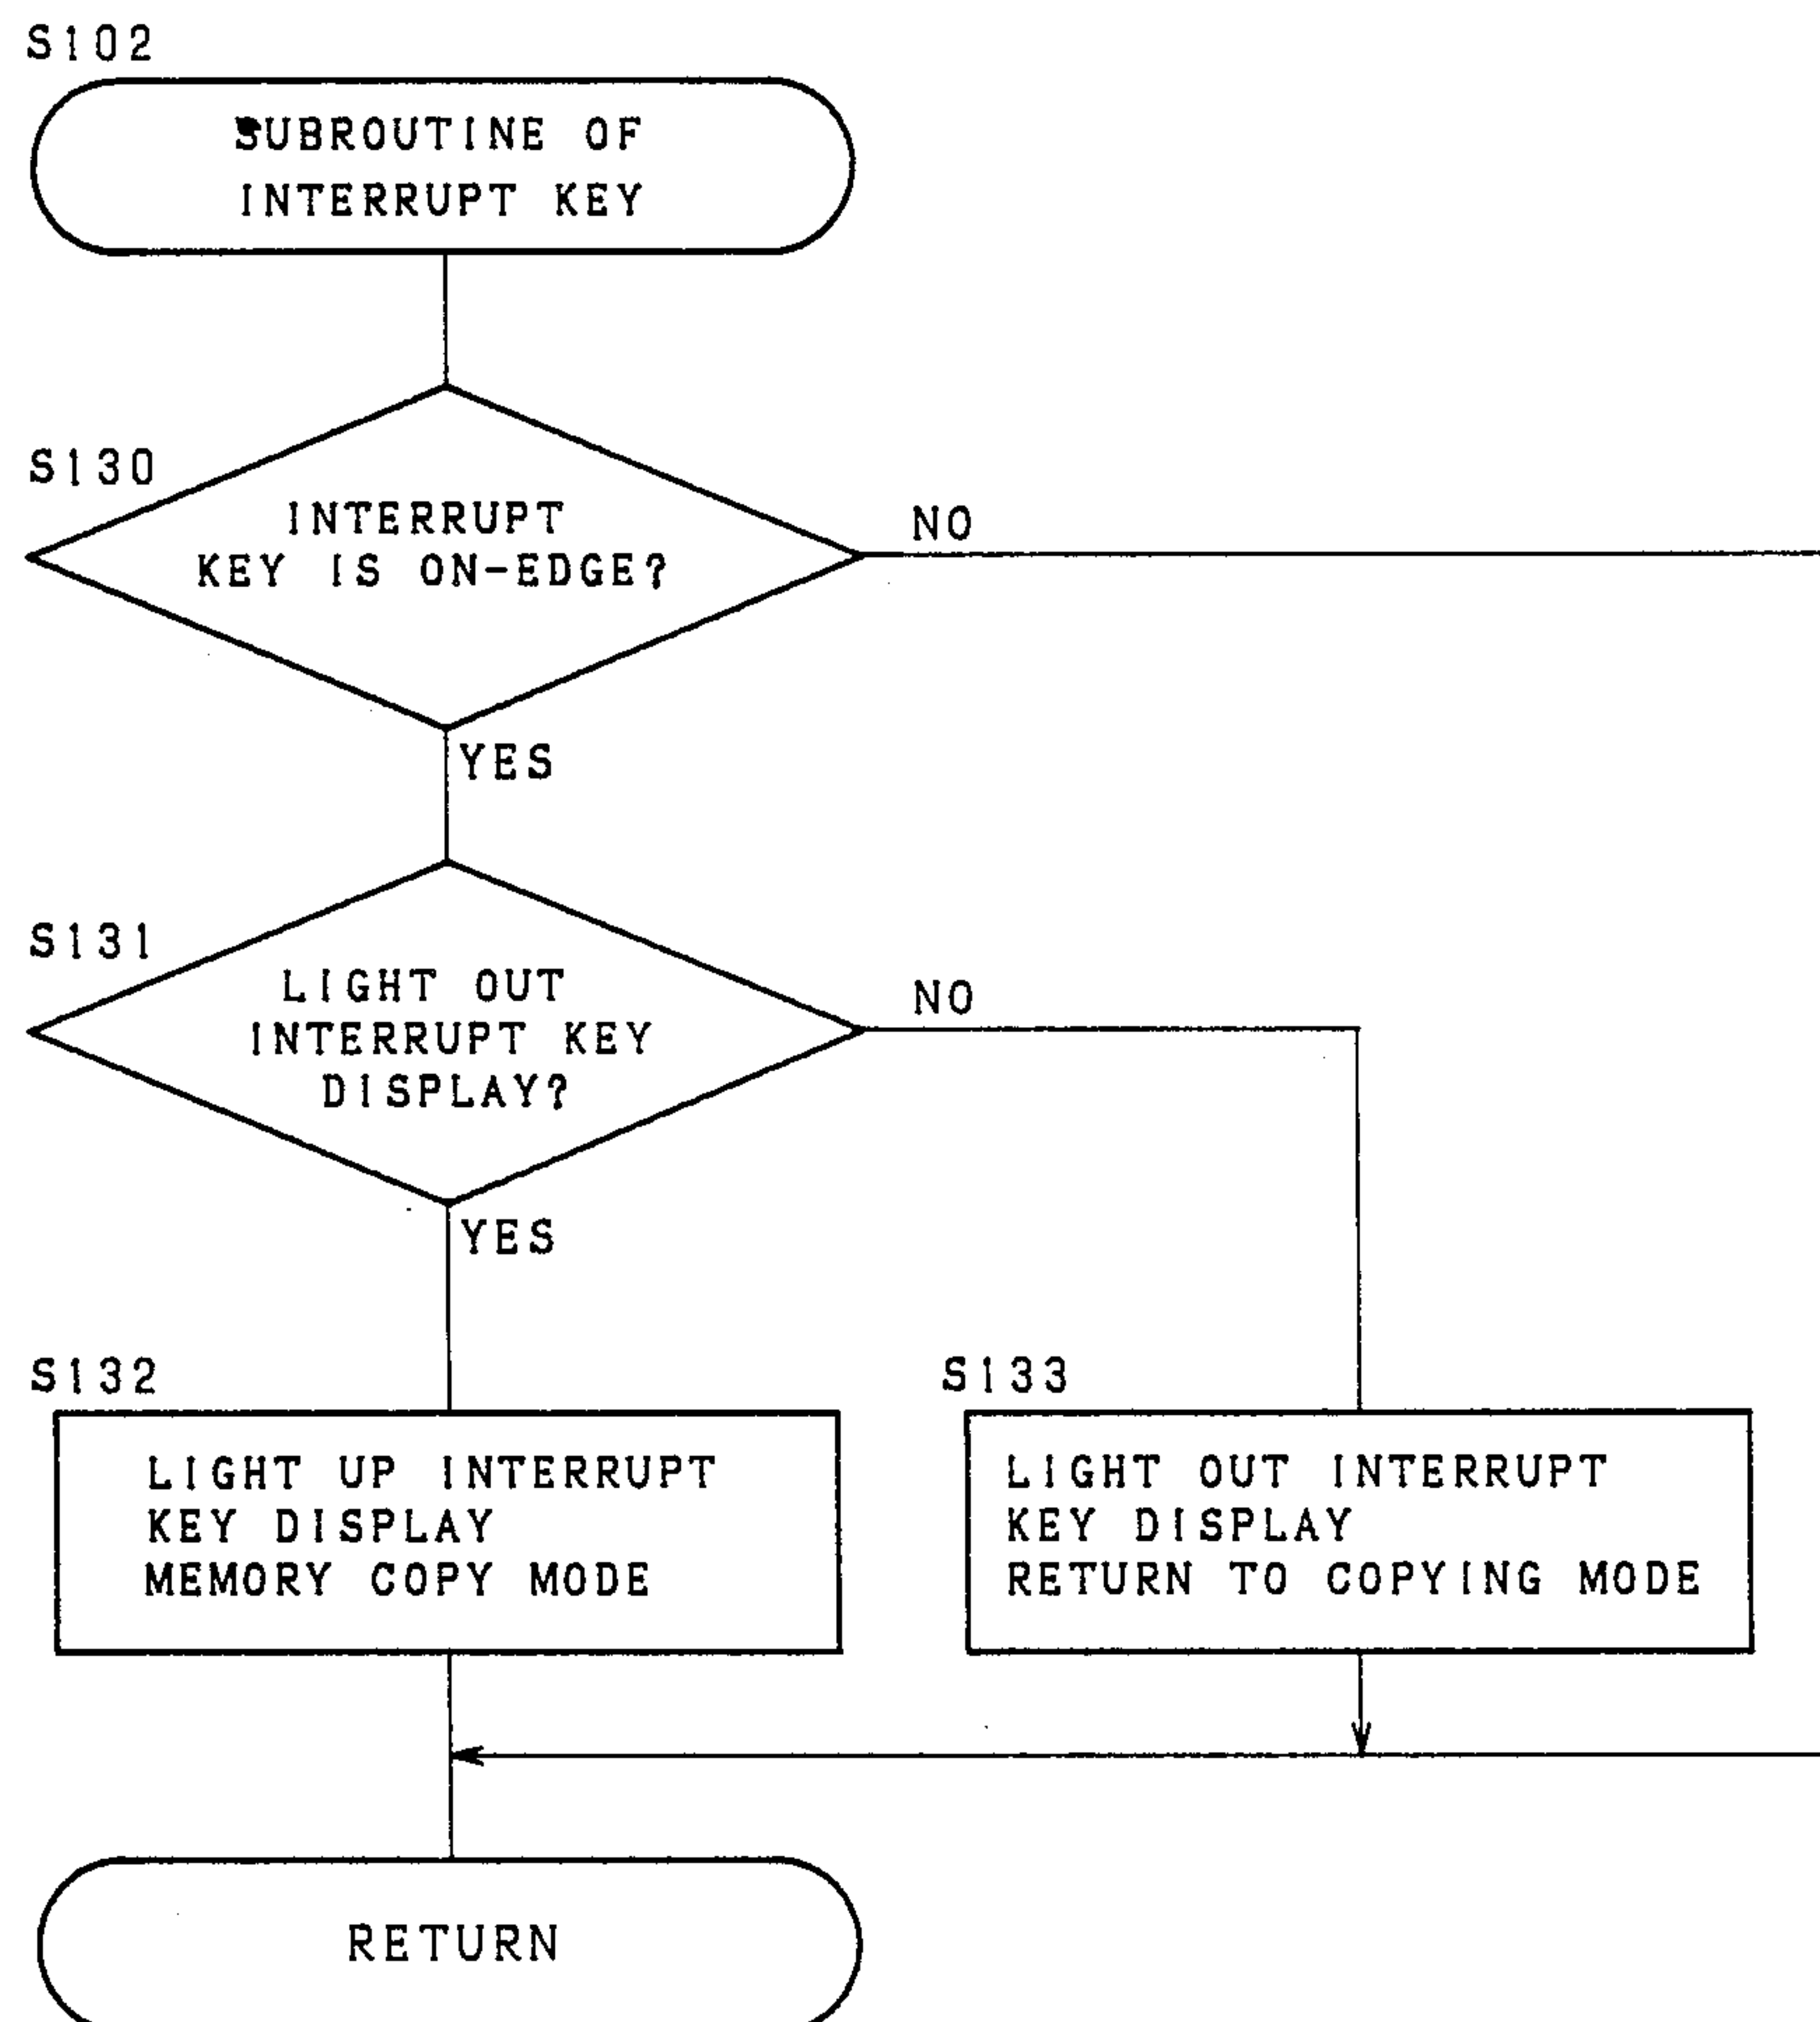 S102
SUBROUTINE OF
INTERRUPT KEY
S130
INTERRUPT
KEY IS ON-EDGE?
NO
YES
S131
LIGHT OUT
INTERRUPT KEY
DISPLAY?
NO
YES
S132
LIGHT UP INTERRUPT
KEY DISPLAY
MEMORY COPY MODE
S133
LIGHT OUT INTERRUPT
KEY DISPLAY
RETURN TO COPYING MODE
RETURN